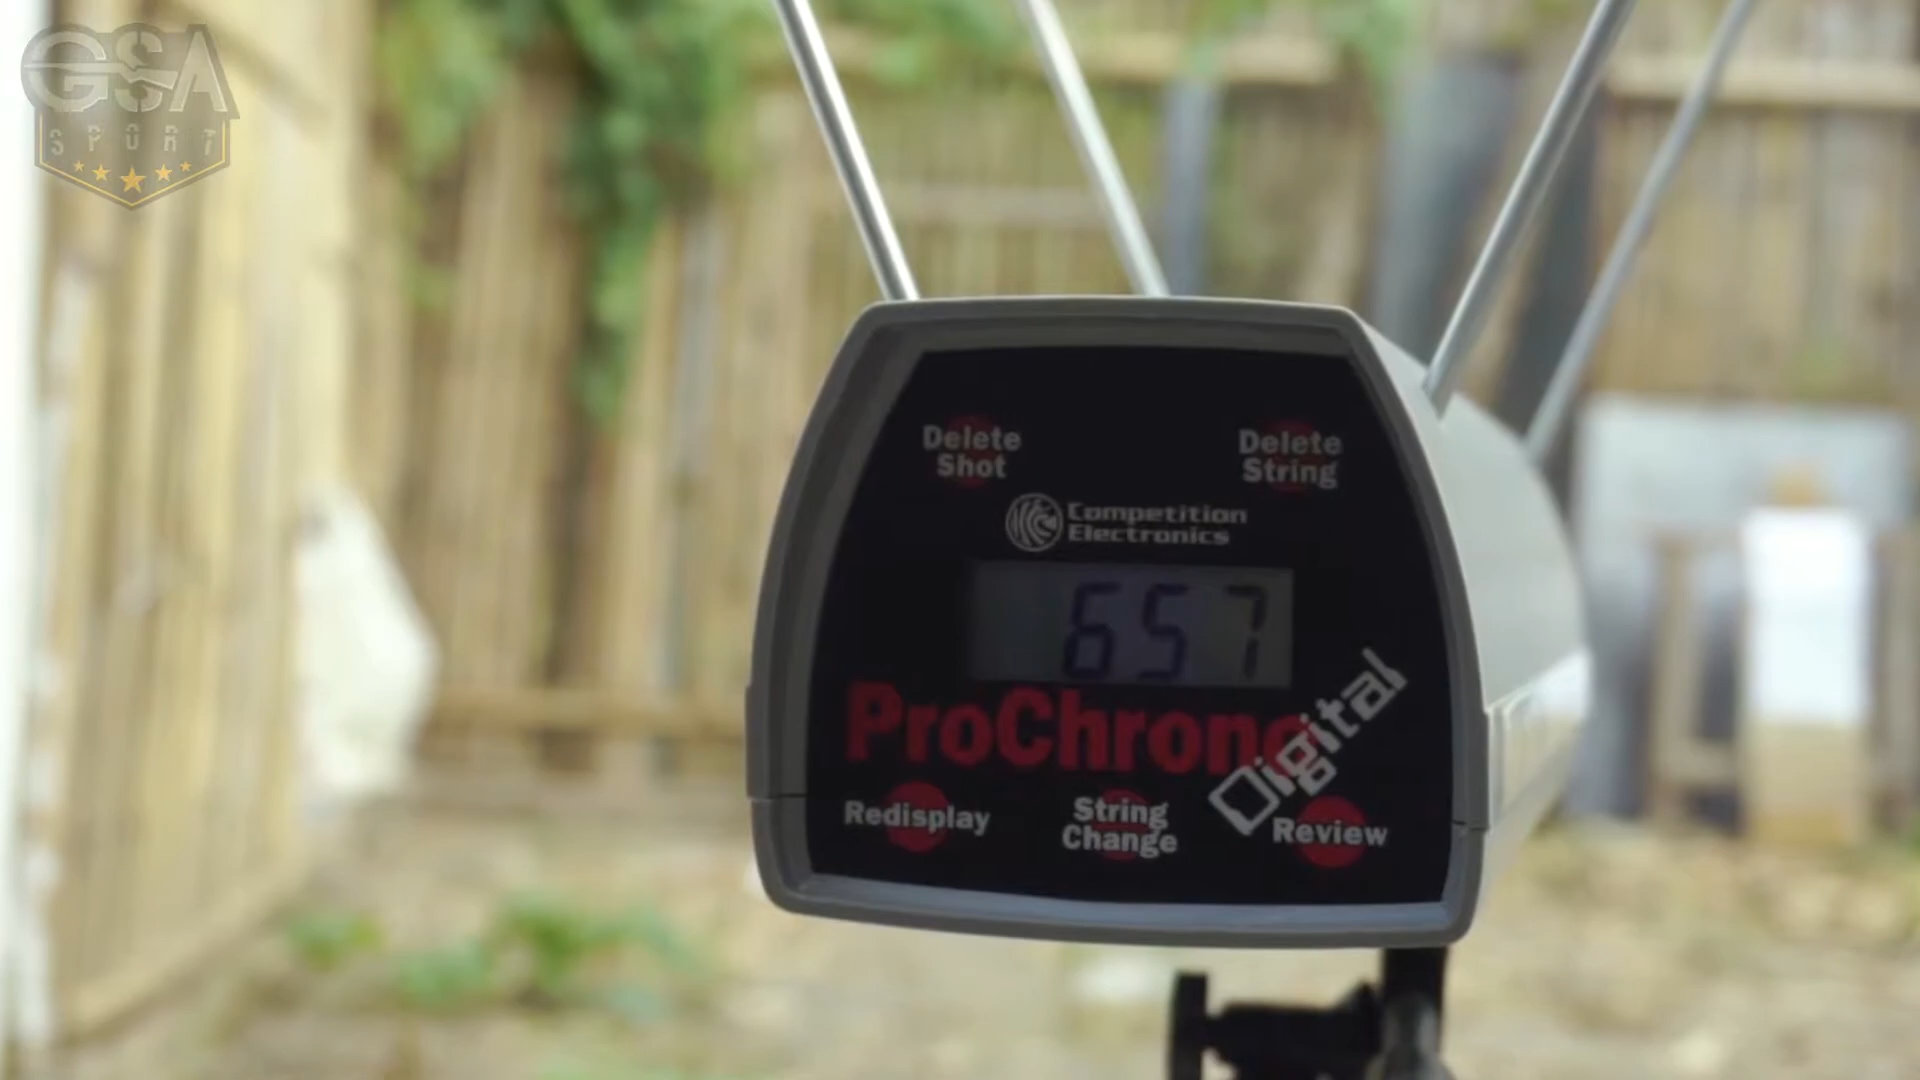 GSA
SPORT
Delete
Shot
Delete
String
Competition
Electronics
657
ProChrono
Digital
Redisplay
String
Change
Review